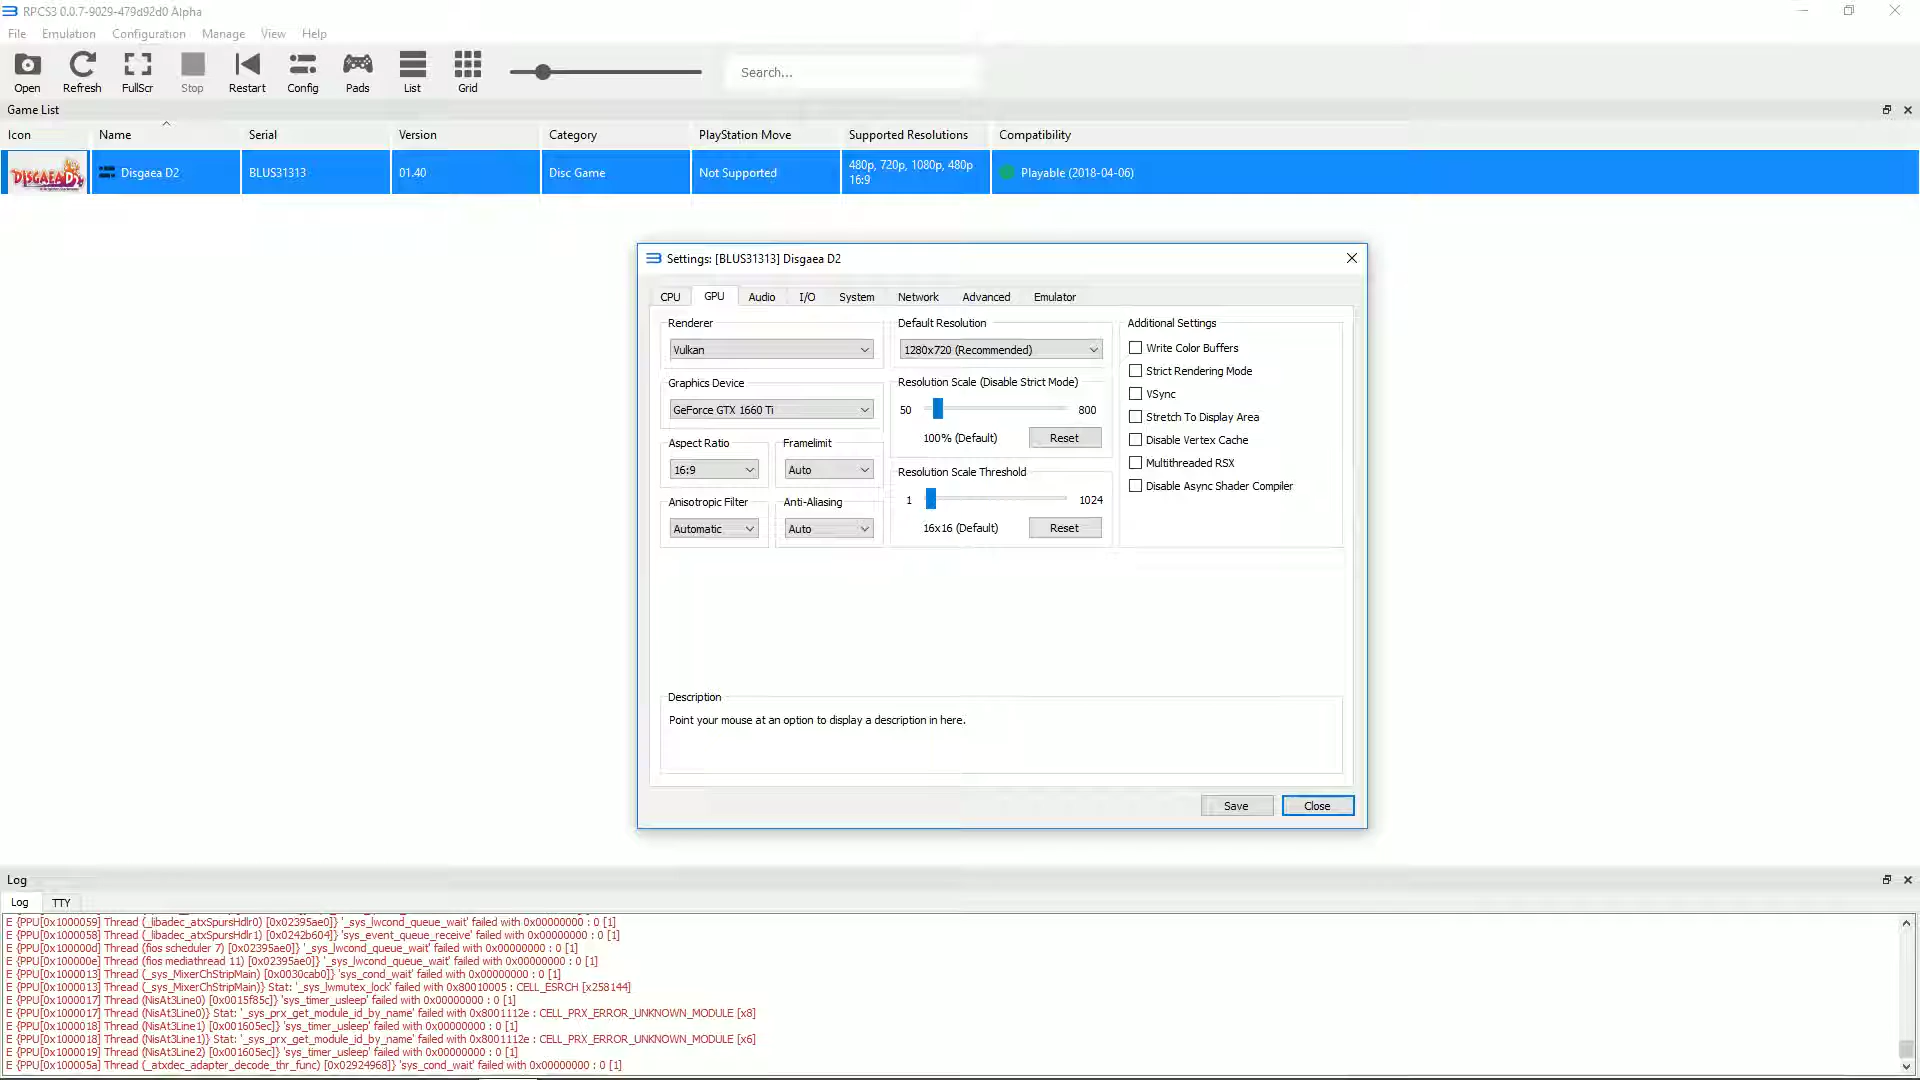 RPCS3 0.0.7-9029-479d92d0 Alpha
File Emulation Configuration Manage View Help
Open Refresh FullScr Stop Restart Config Pads List Grid Search...
Game List
Icon Name Serial Version Category PlayStation Move Supported Resolutions Compatibility
DISGAEA D2 Disgaea D2 BLUS31313 01.40 Disc Game Not Supported 480p, 720p, 1080p, 480p Playable (2018-04-06)
16:9
Settings: [BLUS31313] Disgaea D2
CPU GPU Audio I/O System Network Advanced Emulator
Renderer Default Resolution Additional Settings
Vulkan 1280x720 (Recommended) Write Color Buffers
Strict Rendering Mode
Graphics Device Resolution Scale (Disable Strict Mode)
VSync
GeForce GTX 1660 Ti 50 800
Stretch To Display Area
100% (Default) Reset Disable Vertex Cache
Aspect Ratio Framelimit
16:9 Auto Resolution Scale Threshold Multithreaded RSX
Disable Async Shader Compiler
Anisotropic Filter Anti-Aliasing 1 1024
Automatic Auto 16x16 (Default) Reset
Description
Point your mouse at an option to display a description in here.
Save Close
Log
Log TTY
E {PPU[0x1000059] Thread (_libadec_atxSpursHdlr0) [0x02395ae0]} '_sys_lwcond_queue_wait' failed with 0x00000000 : 0 [1]
E {PPU[0x1000058] Thread (_libadec_atxSpursHdlr1) [0x0242b604]} 'sys_event_queue_receive' failed with 0x00000000 : 0 [1]
E {PPU[0x100000d] Thread (fios scheduler 7) [0x02395ae0]} '_sys_lwcond_queue_wait' failed with 0x00000000 : 0 [1]
E {PPU[0x100000e] Thread (fios mediathread 11) [0x02395ae0]} '_sys_lwcond_queue_wait' failed with 0x00000000 : 0 [1]
E {PPU[0x1000013] Thread (_sys_MixerChStripMain) [0x0030cab0]} 'sys_cond_wait' failed with 0x00000000 : 0 [1]
E {PPU[0x1000013] Thread (_sys_MixerChStripMain)} Stat: '_sys_lwmutex_lock' failed with 0x80010005 : CELL_ESRCH [x258144]
E {PPU[0x1000017] Thread (NisAt3Line0) [0x0015f85c]} 'sys_timer_usleep' failed with 0x00000000 : 0 [1]
E {PPU[0x1000017] Thread (NisAt3Line0)} Stat: '_sys_prx_get_module_id_by_name' failed with 0x8001112e : CELL_PRX_ERROR_UNKNOWN_MODULE [x8]
E {PPU[0x1000018] Thread (NisAt3Line1) [0x001605ec]} 'sys_timer_usleep' failed with 0x00000000 : 0 [1]
E {PPU[0x1000018] Thread (NisAt3Line1)} Stat: '_sys_prx_get_module_id_by_name' failed with 0x8001112e : CELL_PRX_ERROR_UNKNOWN_MODULE [x6]
E {PPU[0x1000019] Thread (NisAt3Line2) [0x001605ec]} 'sys_timer_usleep' failed with 0x00000000 : 0 [1]
E {PPU[0x100005a] Thread (_atxdec_adapter_decode_thr_func) [0x02924968]} 'sys_cond_wait' failed with 0x00000000 : 0 [1]